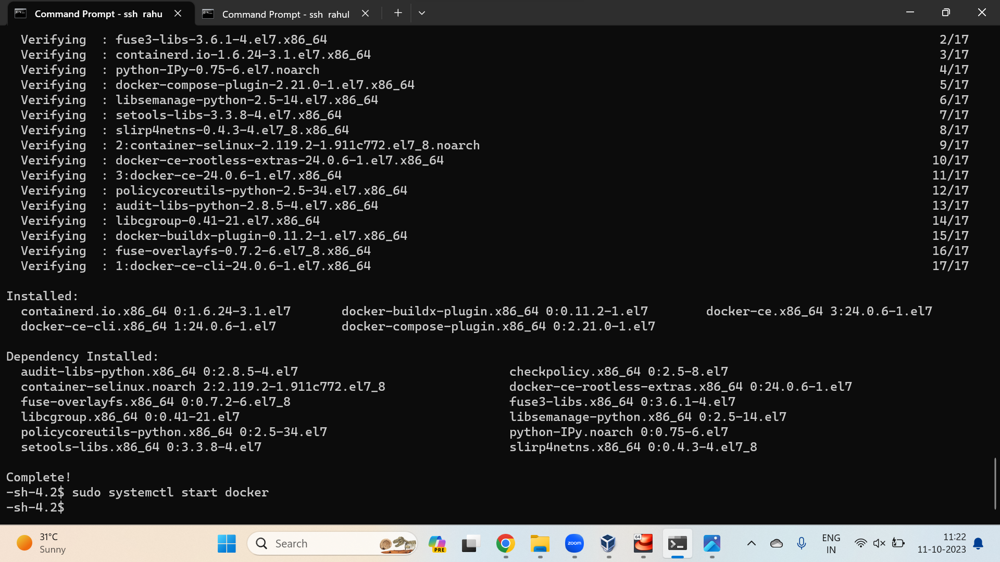 Command Prompt - ssh rahu
Command Prompt - ssh rahul
Verifying : fuse3-libs-3.6.1-4.el7.x86_64 2/17
Verifying : containerd.io-1.6.24-3.1.el7.x86_64 3/17
Verifying : python-IPy-0.75-6.el7.noarch 4/17
Verifying : docker-compose-plugin-2.21.0-1.el7.x86_64 5/17
Verifying : libsemanage-python-2.5-14.el7.x86_64 6/17
Verifying : setools-libs-3.3.8-4.el7.x86_64 7/17
Verifying : slirp4netns-0.4.3-4.el7_8.x86_64 8/17
Verifying : 2:container-selinux-2.119.2-1.911c772.el7_8.noarch 9/17
Verifying : docker-ce-rootless-extras-24.0.6-1.el7.x86_64 10/17
Verifying : 3:docker-ce-24.0.6-1.el7.x86_64 11/17
Verifying : policycoreutils-python-2.5-34.el7.x86_64 12/17
Verifying : audit-libs-python-2.8.5-4.el7.x86_64 13/17
Verifying : libcgroup-0.41-21.el7.x86_64 14/17
Verifying : docker-buildx-plugin-0.11.2-1.el7.x86_64 15/17
Verifying : fuse-overlayfs-0.7.2-6.el7_8.x86_64 16/17
Verifying : 1:docker-ce-cli-24.0.6-1.el7.x86_64 17/17
Installed:
containerd.io.x86_64 0:1.6.24-3.1.el7 docker-buildx-plugin.x86_64 0:0.11.2-1.el7 docker-ce.x86_64 3:24.0.6-1.el7
docker-ce-cli.x86_64 1:24.0.6-1.el7 docker-compose-plugin.x86_64 0:2.21.0-1.el7
Dependency Installed:
audit-libs-python.x86_64 0:2.8.5-4.el7 checkpolicy.x86_64 0:2.5-8.el7
container-selinux.noarch 2:2.119.2-1.911c772.el7_8 docker-ce-rootless-extras.x86_64 0:24.0.6-1.el7
fuse-overlayfs.x86_64 0:0.7.2-6.el7_8 fuse3-libs.x86_64 0:3.6.1-4.el7
libcgroup.x86_64 0:0.41-21.el7 libsemanage-python.x86_64 0:2.5-14.el7
policycoreutils-python.x86_64 0:2.5-34.el7 python-IPy.noarch 0:0.75-6.el7
setools-libs.x86_64 0:3.3.8-4.el7 slirp4netns.x86_64 0:0.4.3-4.el7_8
Complete!
-sh-4.2$ sudo systemctl start docker
-sh-4.2$
31°C
Sunny
Search
PRE
zoom
64
ENG
IN
11:22
11-10-2023